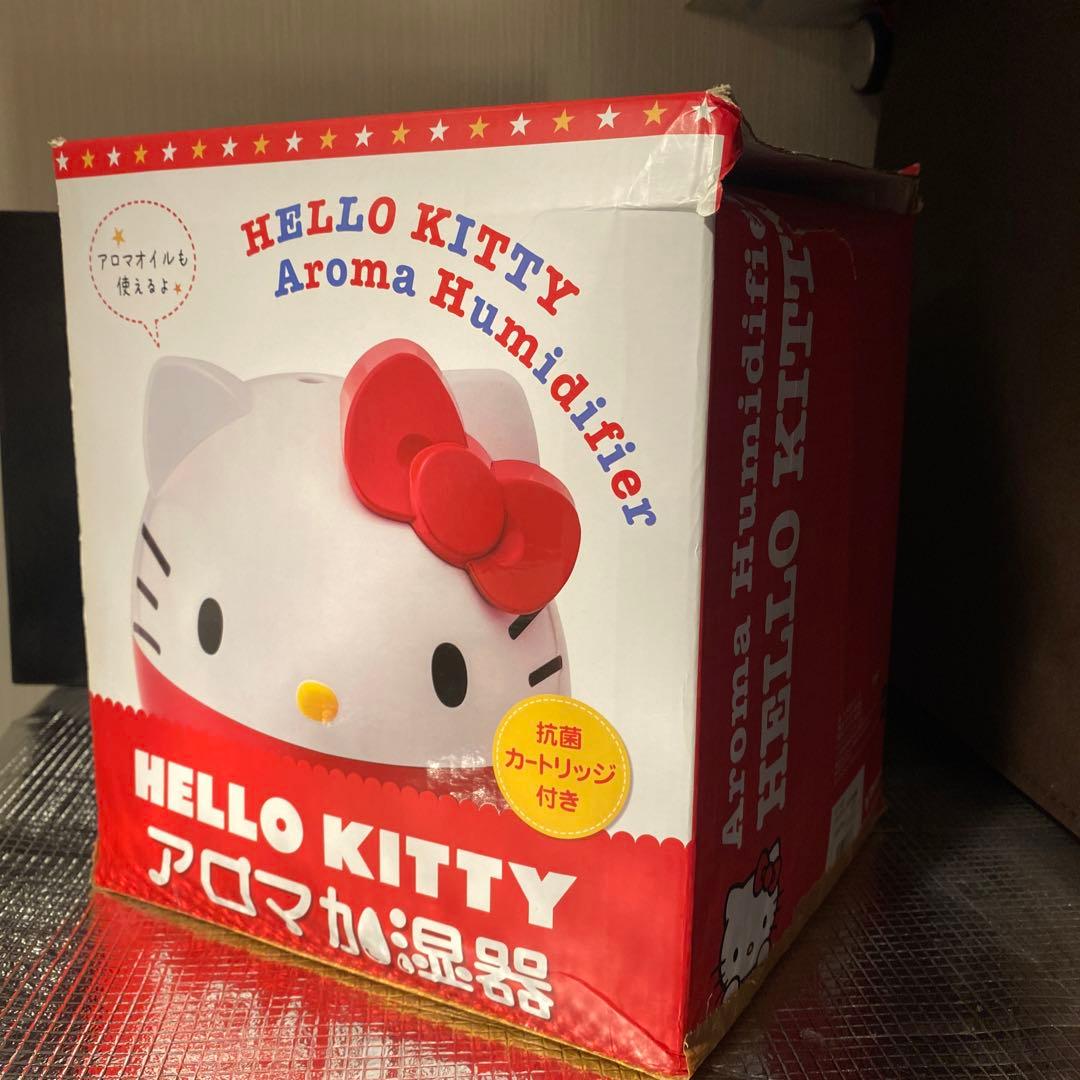 アロマオイルも
使えるよ
HELLO KITTY
Aroma Humidifier
抗菌
カートリッジ
付き
HELLO KITTY
アロマ加湿器
Aroma Humidifier
HELLO KITTY